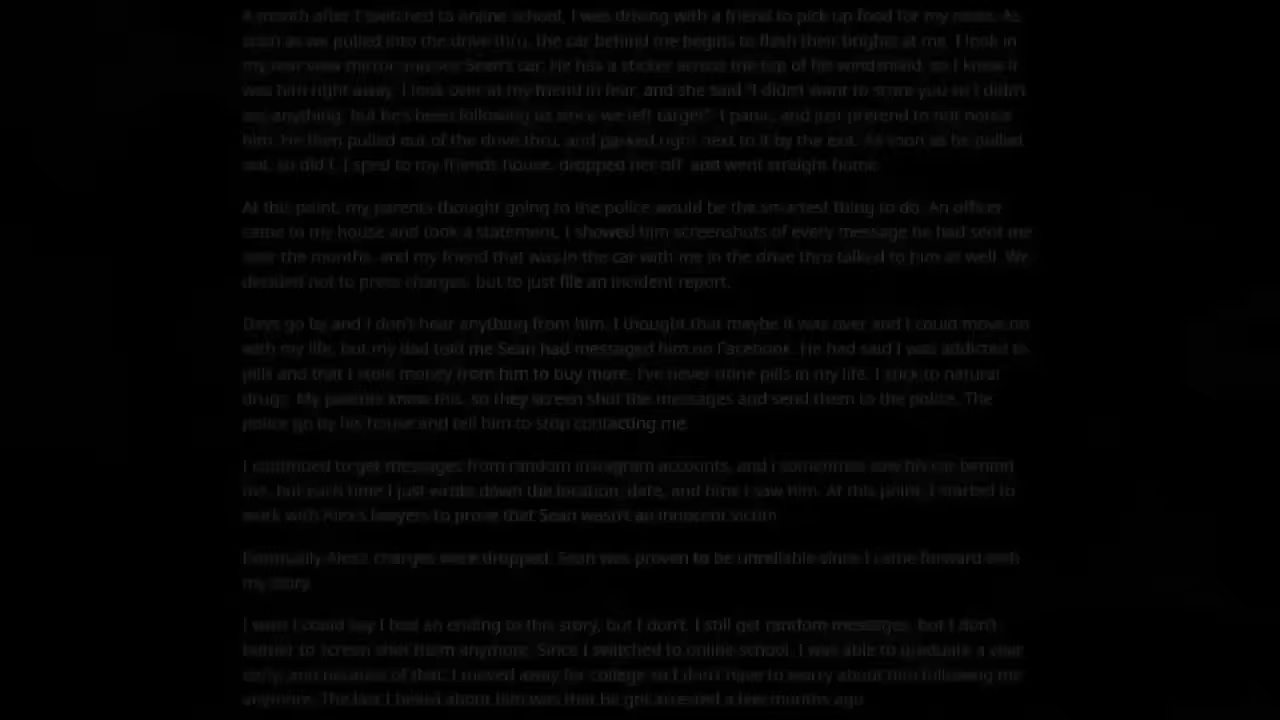 A month after I switched to online school, I was driving with a friend to pick up food for my mom. As
soon as we pulled into the drive thru, the car behind me begins to flash their brights at me. I look in
my rear view mirror and see Sean's car. He has a sticker across the top of his windshield, so I knew it
was him right away. I look over at my friend in fear, and she said "I didn't want to scare you so I didn't
say anything, but he's been following us since we left target". I panic, and just pretend to not notice
him. He then pulled out of the drive thru, and parked right next to it by the exit. As soon as he pulled
out, so did I. I sped to my friends house, dropped her off, and went straight home.
At this point, my parents thought going to the police would be the smartest thing to do. An officer
came to my house and took a statement. I showed him screenshots of every message he had sent me
over the months, and my friend that was in the car with me in the drive thru talked to him as well. We
decided not to press charges, but to just file an incident report.
Days go by and I don't hear anything from him. I thought that maybe it was over and I could move on
with my life, but my dad told me Sean had messaged him on Facebook. He had said I was addicted to
pills and that I stole money from him to buy more. I've never done pills in my life. I stick to natural
drugs. My parents knew this, so they screen shot the messages and send them to the police. The
police go by his house and tell him to stop contacting me.
I continued to get messages from random instagram accounts, and I sometimes saw his car behind
me, but each time I just wrote down the location, date, and time I saw him. At this point, I started to
work with Alex's lawyers to prove that Sean wasn't an innocent victim.
Eventually Alexs charges were dropped. Sean was proven to be unreliable since I came forward with
my story.
I wish I could say I had an ending to this story, but I don't. I still get random messages, but I don't
bother to screen shot them anymore. Since I switched to online school, I was able to graduate a year
early, and because of that, I moved away for college so I don't have to worry about him following me
anymore. The last I heard about him was that he got arrested a few months ago.